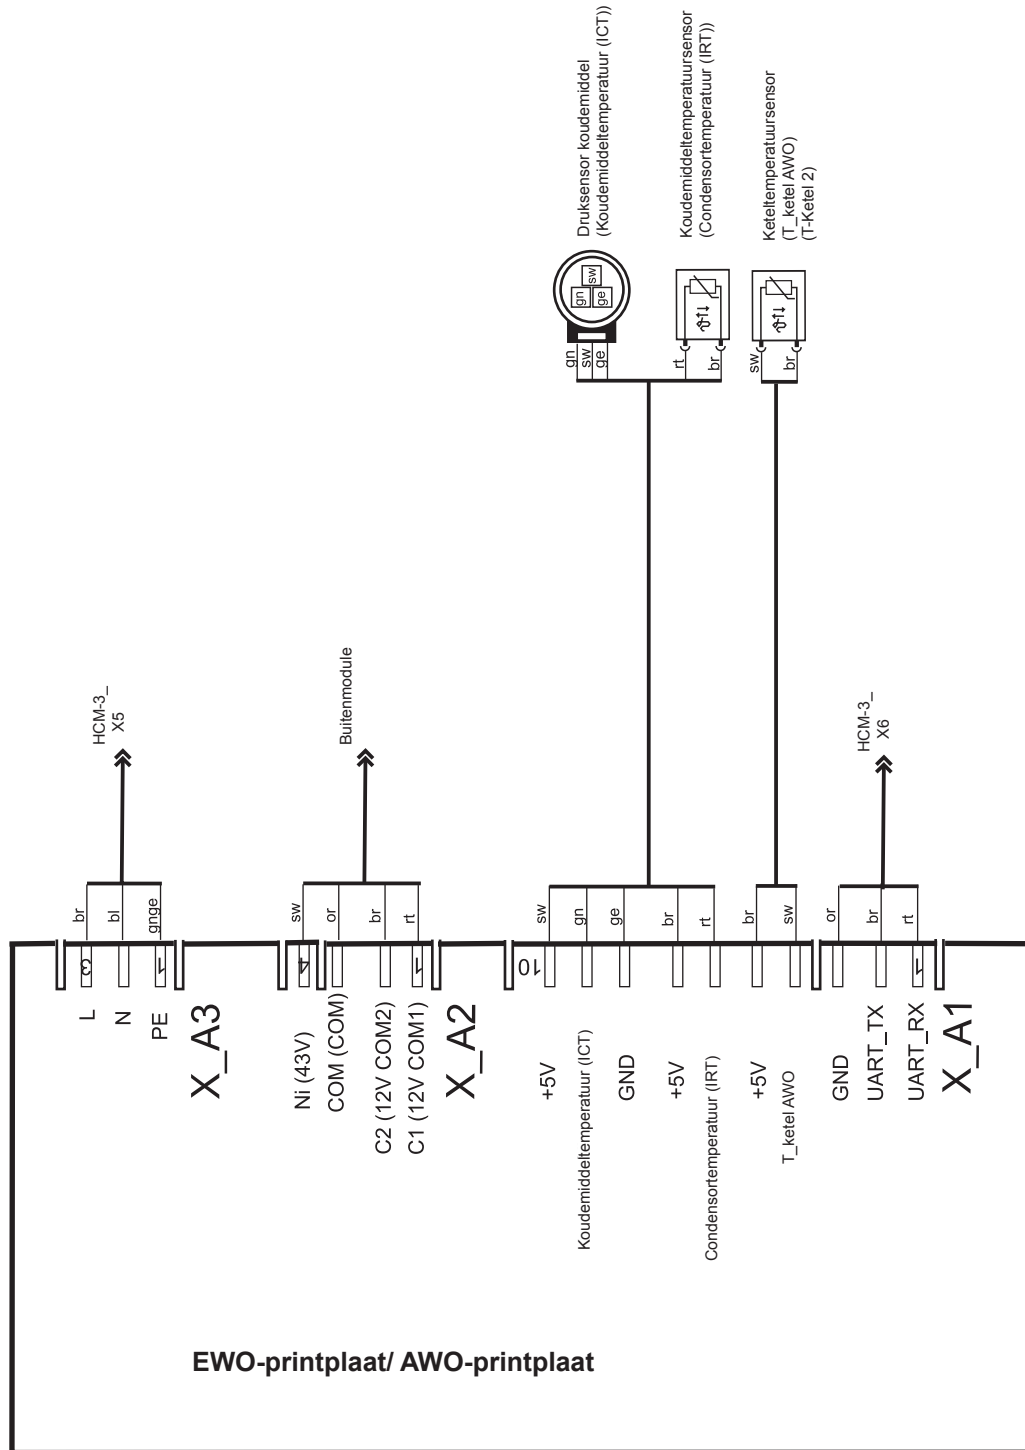 Druksensor koudemiddel
(Koudemiddeltemperatuur (ICT))
Koudemiddeltemperatuursensor
(Condensortemperatuur (IRT))
Keteltemperatuursensor
(T_ketel AWO)
(T-Ketel 2)
gn
sw
ge
gn
sw
ge
rt
br
sw
br
HCM-3_
X5
Buitenmodule
HCM-3_
X6
br
bl
gnge
sw
or
br
rt
sw
gn
ge
br
rt
br
sw
or
br
rt
3
1
4
1
10
1
L
N
PE
X_A3
Ni (43V)
COM (COM)
C2 (12V COM2)
C1 (12V COM1)
X_A2
+5V
Koudemiddeltemperatuur (ICT)
GND
+5V
Condensortemperatuur (IRT)
+5V
T_ketel AWO
GND
UART_TX
UART_RX
X_A1
EWO-printplaat/ AWO-printplaat